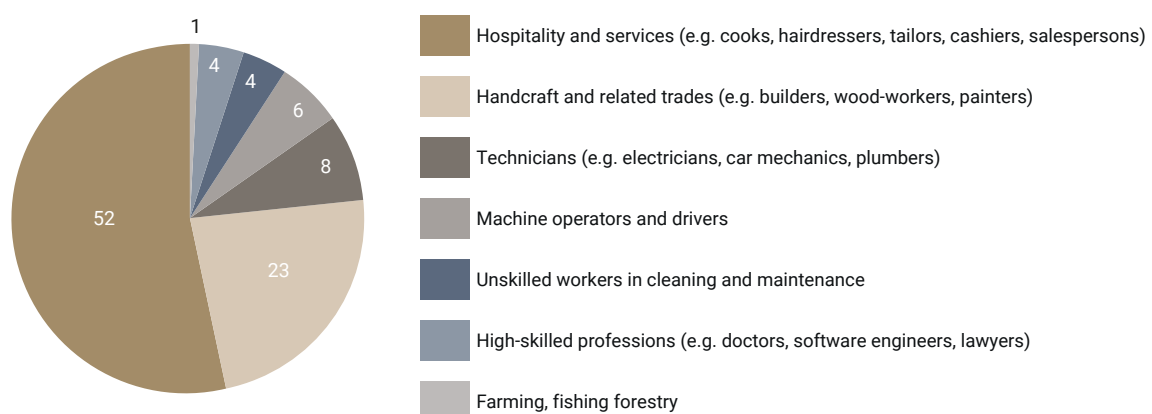 1
4
4
6
8
52
23
Hospitality and services (e.g. cooks, hairdressers, tailors, cashiers, salespersons)
Handcraft and related trades (e.g. builders, wood-workers, painters)
Technicians (e.g. electricians, car mechanics, plumbers)
Machine operators and drivers
Unskilled workers in cleaning and maintenance
High-skilled professions (e.g. doctors, software engineers, lawyers)
Farming, fishing forestry